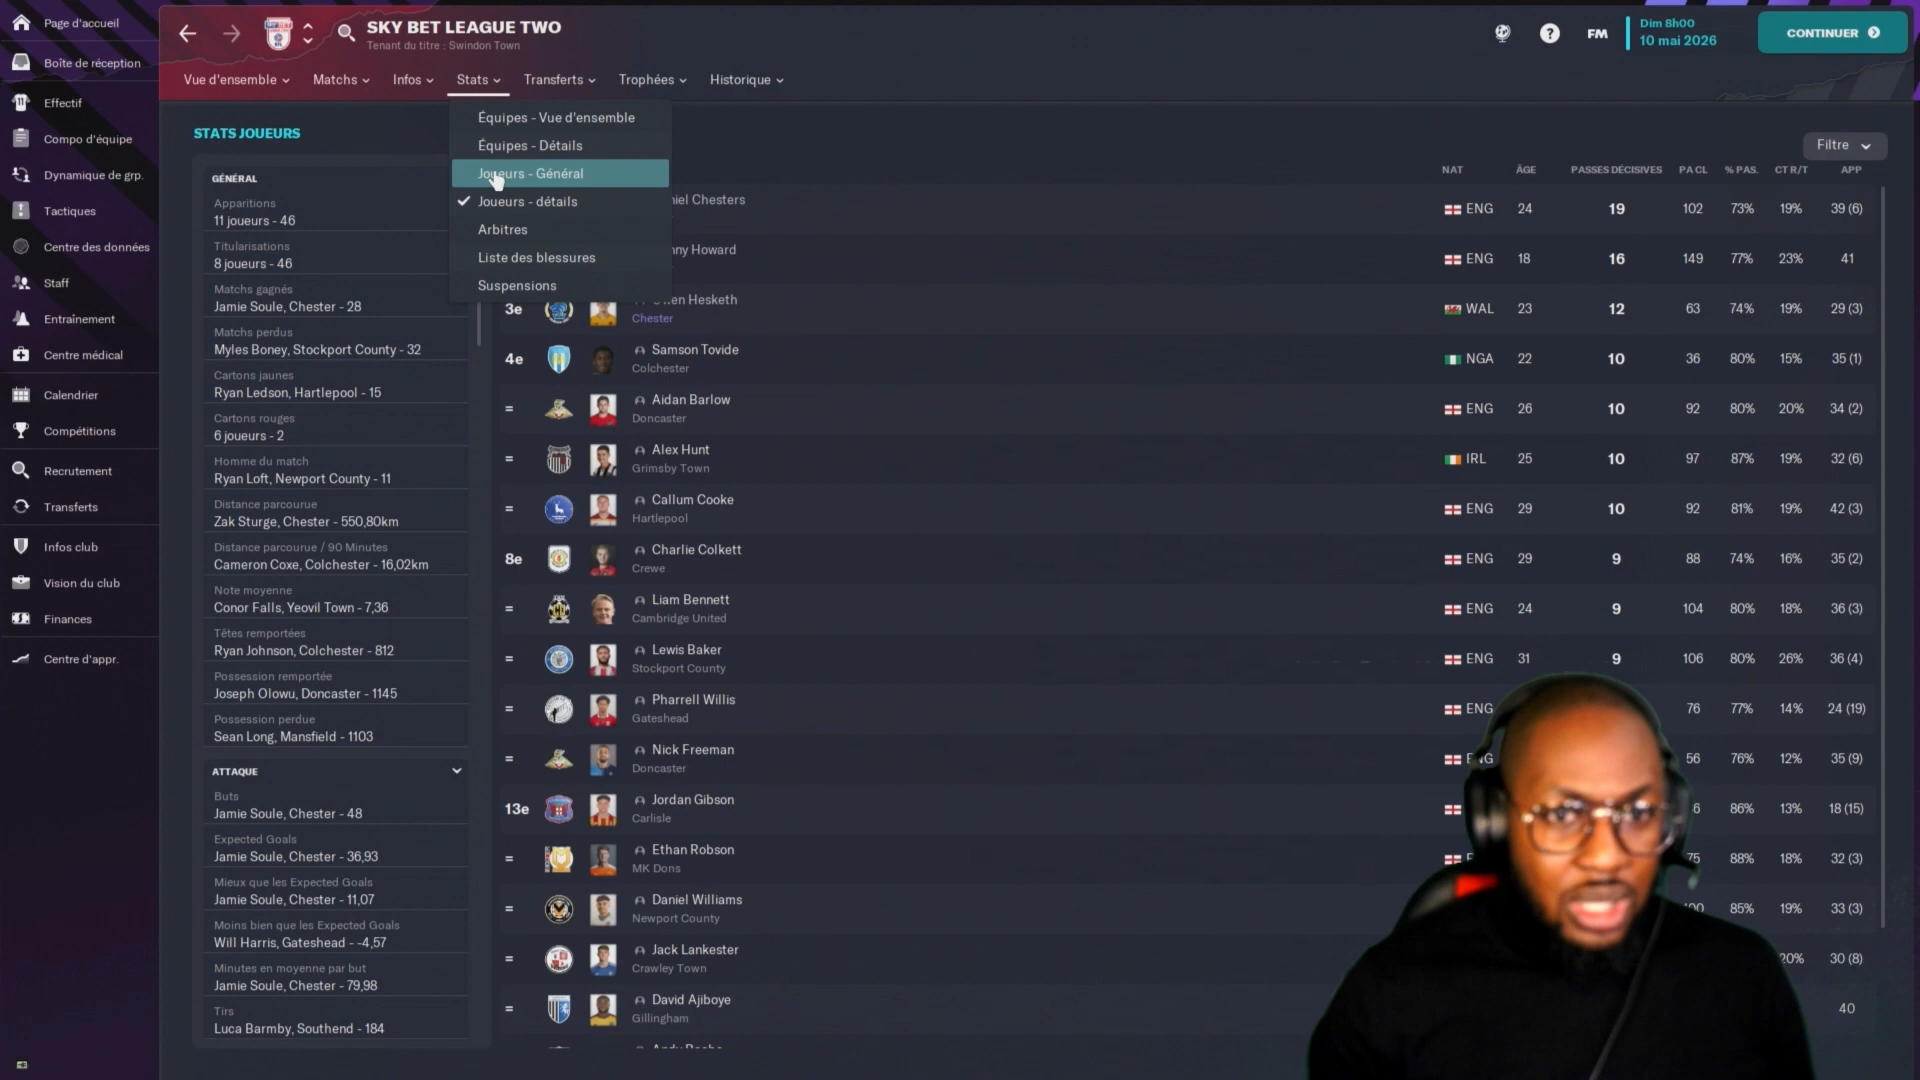 Page d'accueil
Boîte de réception
Effectif
Compo d'équipe
Dynamique de grp.
Tactiques
Centre des données
Staff
Entraînement
Centre médical
Calendrier
Compétitions
Recrutement
Transferts
Infos club
Vision du club
Finances
Centre d'appr.
SKY BET LEAGUE TWO
Tenant du titre : Swindon Town
FM
Dim 8h00
10 mai 2026
CONTINUER
Vue d'ensemble
Matchs
Infos
Stats
Transferts
Trophées
Historique
Équipes - Vue d'ensemble
Équipes - Détails
Joueurs - Général
Joueurs - détails
Arbitres
Liste des blessures
Suspensions
STATS JOUEURS
Filtre
GÉNÉRAL
Apparitions
11 joueurs - 46
Titularisations
8 joueurs - 46
Matchs gagnés
Jamie Soule, Chester - 28
Matchs perdus
Myles Boney, Stockport County - 32
Cartons jaunes
Ryan Ledson, Hartlepool - 15
Cartons rouges
6 joueurs - 2
Homme du match
Ryan Loft, Newport County - 11
Distance parcourue
Zak Sturge, Chester - 550,80km
Distance parcourue / 90 Minutes
Cameron Coxe, Colchester - 16,02km
Note moyenne
Conor Falls, Yeovil Town - 7,36
Têtes remportées
Ryan Johnson, Colchester - 812
Possession remportée
Joseph Olowu, Doncaster - 1145
Possession perdue
Sean Long, Mansfield - 1103
ATTAQUE
Buts
Jamie Soule, Chester - 48
Expected Goals
Jamie Soule, Chester - 36,93
Mieux que les Expected Goals
Jamie Soule, Chester - 11,07
Moins bien que les Expected Goals
Will Harris, Gateshead - -4,57
Minutes en moyenne par but
Jamie Soule, Chester - 79,98
Tirs
Luca Barmby, Southend - 184
NAT ÂGE PASSES DÉCISIVES PA CL % PAS. CT R/T APP
Chesters ENG 24 19 102 73% 19% 39 (6)
Howard ENG 18 16 149 77% 23% 41
3e Hesketh WAL 23 12 63 74% 19% 29 (3)
Chester
4e Samson Tovide NGA 22 10 36 80% 15% 35 (1)
Colchester
= Aidan Barlow ENG 26 10 92 80% 20% 34 (2)
Doncaster
= Alex Hunt IRL 25 10 97 87% 19% 32 (6)
Grimsby Town
= Callum Cooke ENG 29 10 92 81% 19% 42 (3)
Hartlepool
8e Charlie Colkett ENG 29 9 88 74% 16% 35 (2)
Crewe
= Liam Bennett ENG 24 9 104 80% 18% 36 (3)
Cambridge United
= Lewis Baker ENG 31 9 106 80% 26% 36 (4)
Stockport County
= Pharrell Willis ENG 76 77% 14% 24 (19)
Gateshead
= Nick Freeman 56 76% 12% 35 (9)
Doncaster
13e Jordan Gibson 86% 13% 18 (15)
Carlisle
= Ethan Robson 75 88% 18% 32 (3)
MK Dons
= Daniel Williams 85% 19% 33 (3)
Newport County
= Jack Lankester 20% 30 (8)
Crawley Town
= David Ajiboye 40
Gillingham